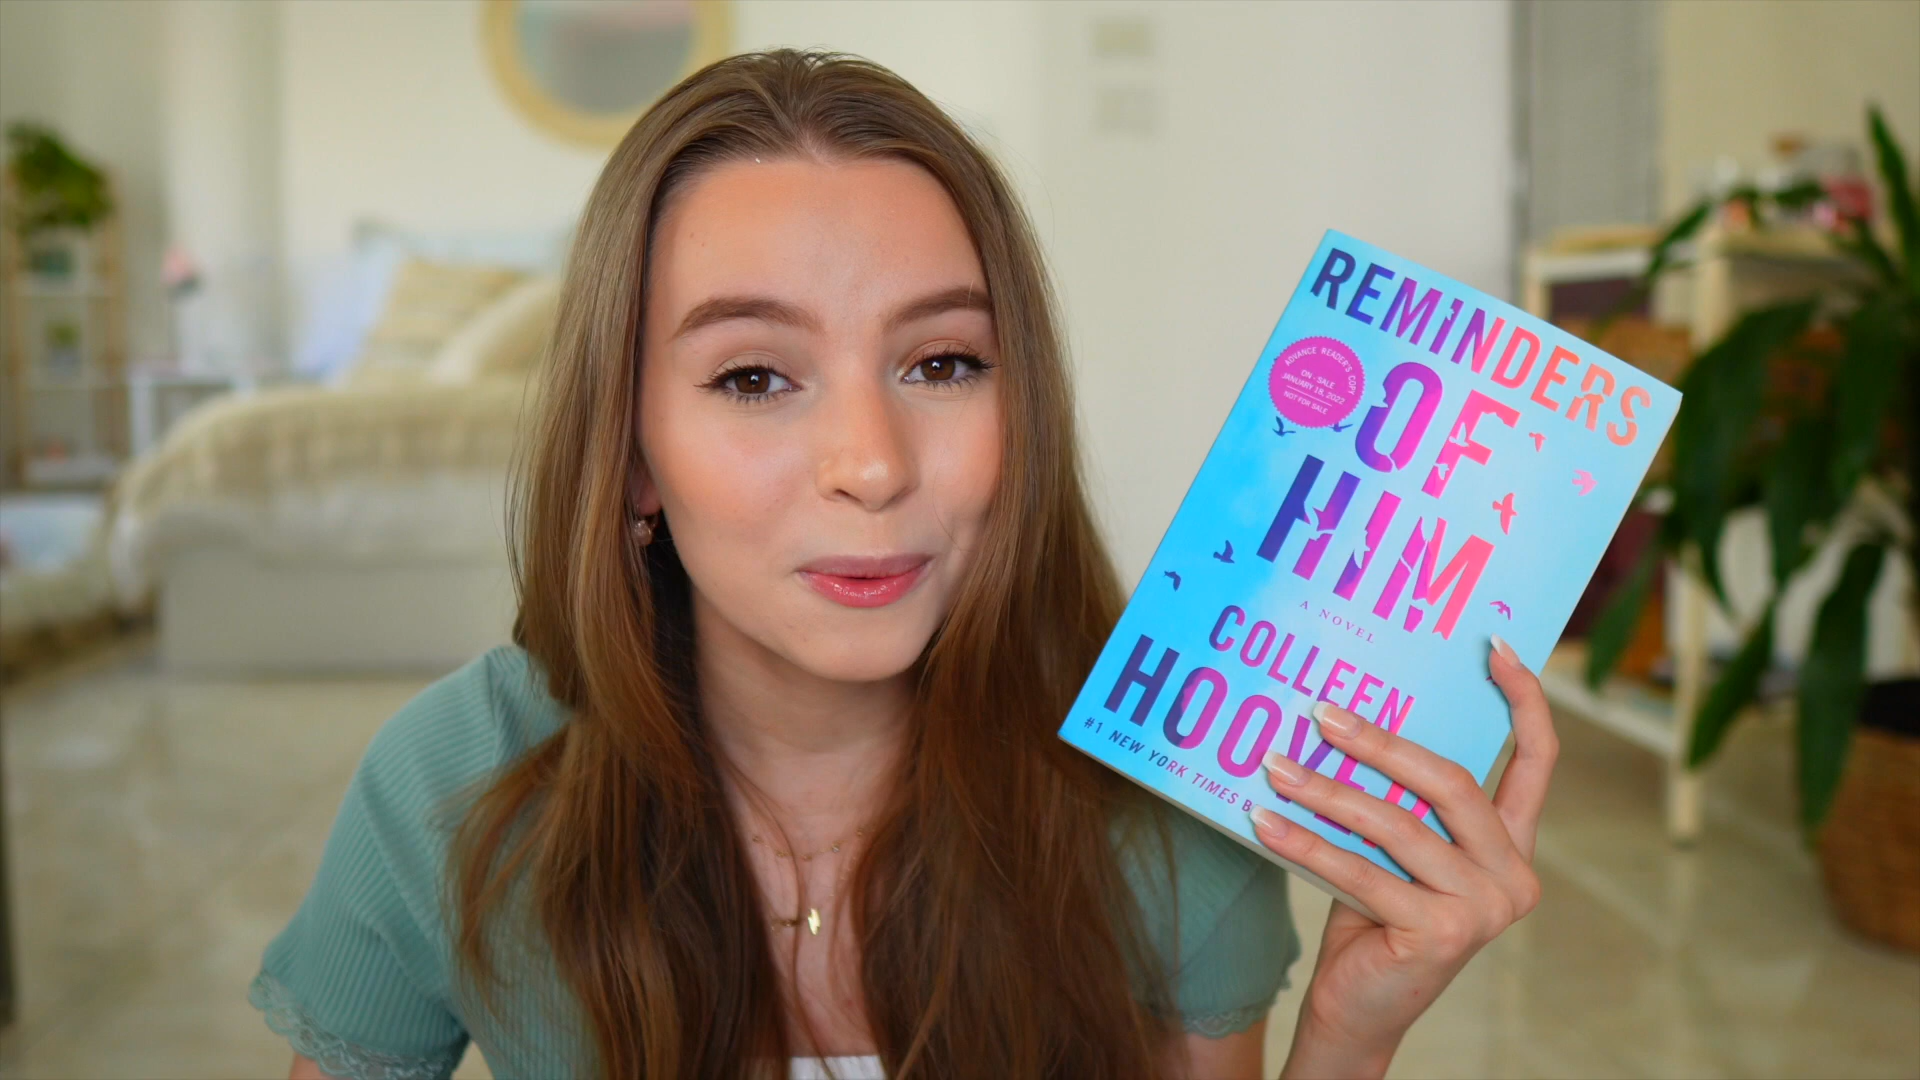 REMINDERS
OF
HIM
ADVANCE READER'S COPY
ON-SALE
JANUARY 18, 2022
NOT FOR SALE
A NOVEL
COLLEEN
HOOVER
#1 NEW YORK TIMES